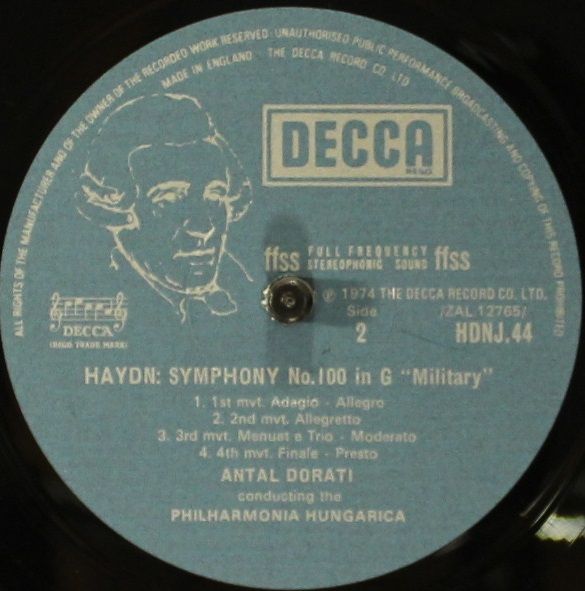 ALL RIGHTS OF THE MANUFACTURER AND OF THE OWNER OF THE RECORDED WORK RESERVED UNAUTHORISED PUBLIC PERFORMANCE BROADCASTING AND COPYING OF THIS RECORD PROHIBITED
MADE IN ENGLAND THE DECCA RECORD CO. LTD
DECCA
REGD
ffss FULL FREQUENCY STEREOPHONIC SOUND ffss
DECCA
(REGD TRADE MARK)
℗ 1974 THE DECCA RECORD CO. LTD.
Side /ZAL 12765/
2 HDNJ.44
HAYDN: SYMPHONY No.100 in G "Military"
1. 1st mvt. Adagio - Allegro
2. 2nd mvt. Allegretto
3. 3rd mvt. Menuet e Trio - Moderato
4. 4th mvt. Finale - Presto
ANTAL DORATI
conducting the
PHILHARMONIA HUNGARICA